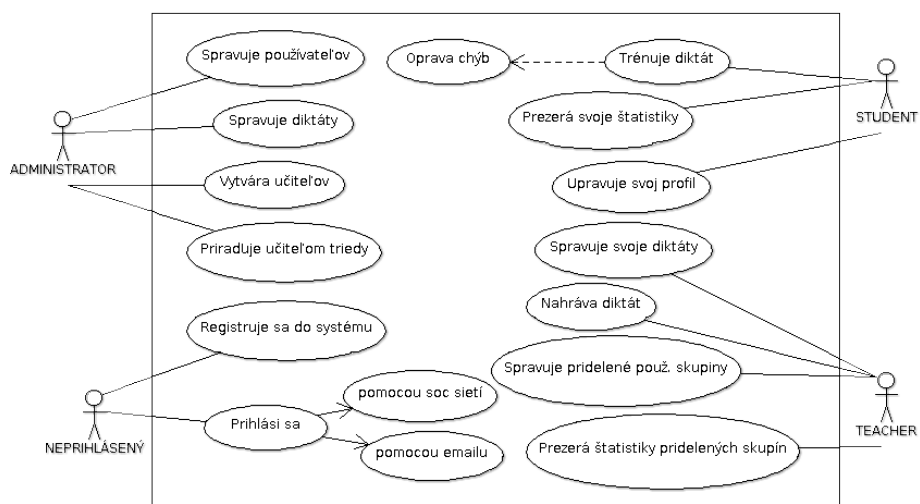 Spravuje používateľov
Oprava chýb
Trénuje diktát
Spravuje diktáty
Prezerá svoje štatistiky
STUDENT
ADMINISTRATOR
Vytvára učiteľov
Upravuje svoj profil
Priraďuje učiteľom triedy
Spravuje svoje diktáty
Nahráva diktát
Registruje sa do systému
Spravuje pridelené použ. skupiny
pomocou soc sietí
Prihlási sa
NEPRIHLÁSENÝ
TEACHER
pomocou emailu
Prezerá štatistiky pridelených skupín